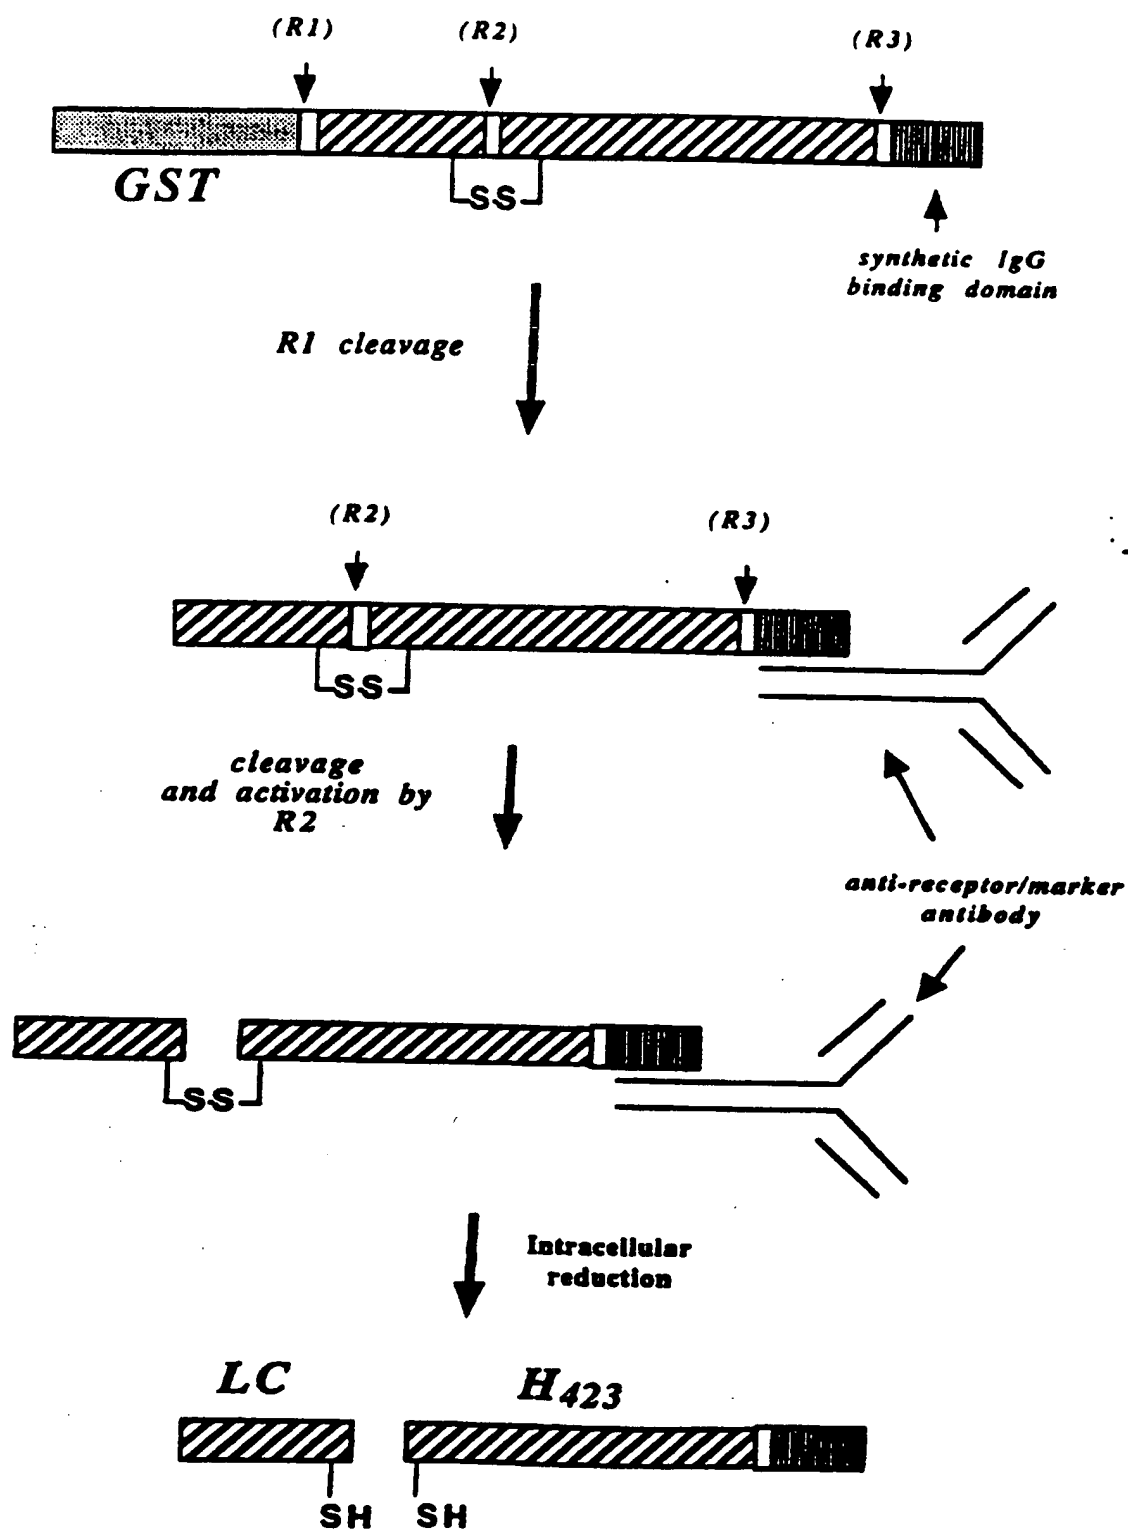 (R1)
(R2)
(R3)
GST
SS
synthetic IgG
binding domain
R1 cleavage
(R2)
(R3)
SS
cleavage
and activation by
R2
anti-receptor/marker
antibody
SS
Intracellular
reduction
LC
H423
SH
SH